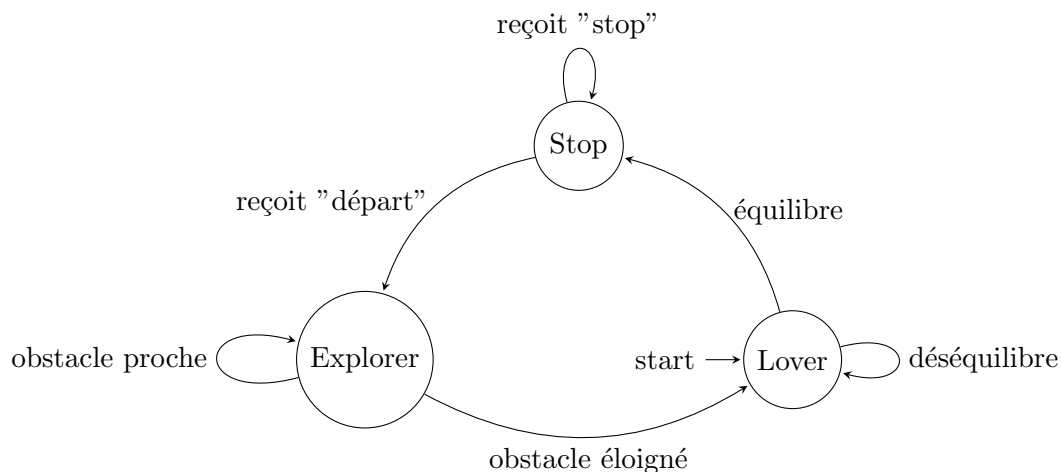 reçoit ”stop”
Stop
reçoit ”départ”
équilibre
obstacle proche
Explorer
start
Lover
déséquilibre
obstacle éloigné